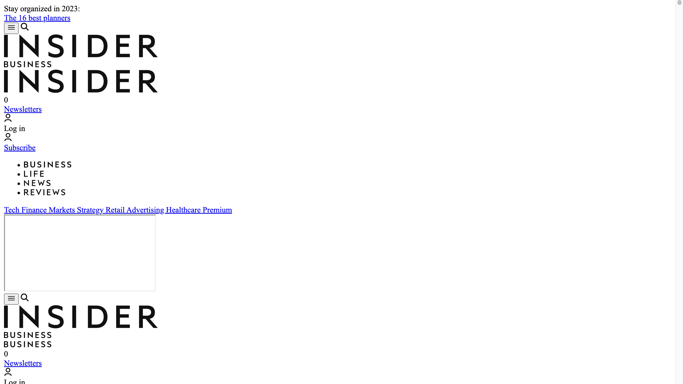 Stay organized in 2023:
The 16 best planners
INSIDER
BUSINESS
INSIDER
0
Newsletters
Log in
Subscribe
• BUSINESS
• LIFE
• NEWS
• REVIEWS
Tech Finance Markets Strategy Retail Advertising Healthcare Premium
INSIDER
BUSINESS
BUSINESS
0
Newsletters
Log in